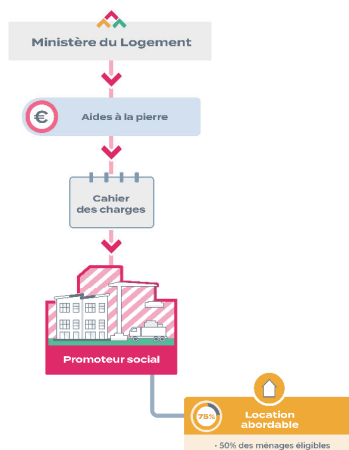 Ministère du Logement
€
Aides à la pierre
Cahier
des charges
Promoteur social
75%
Location
abordable
• 50% des ménages éligibles